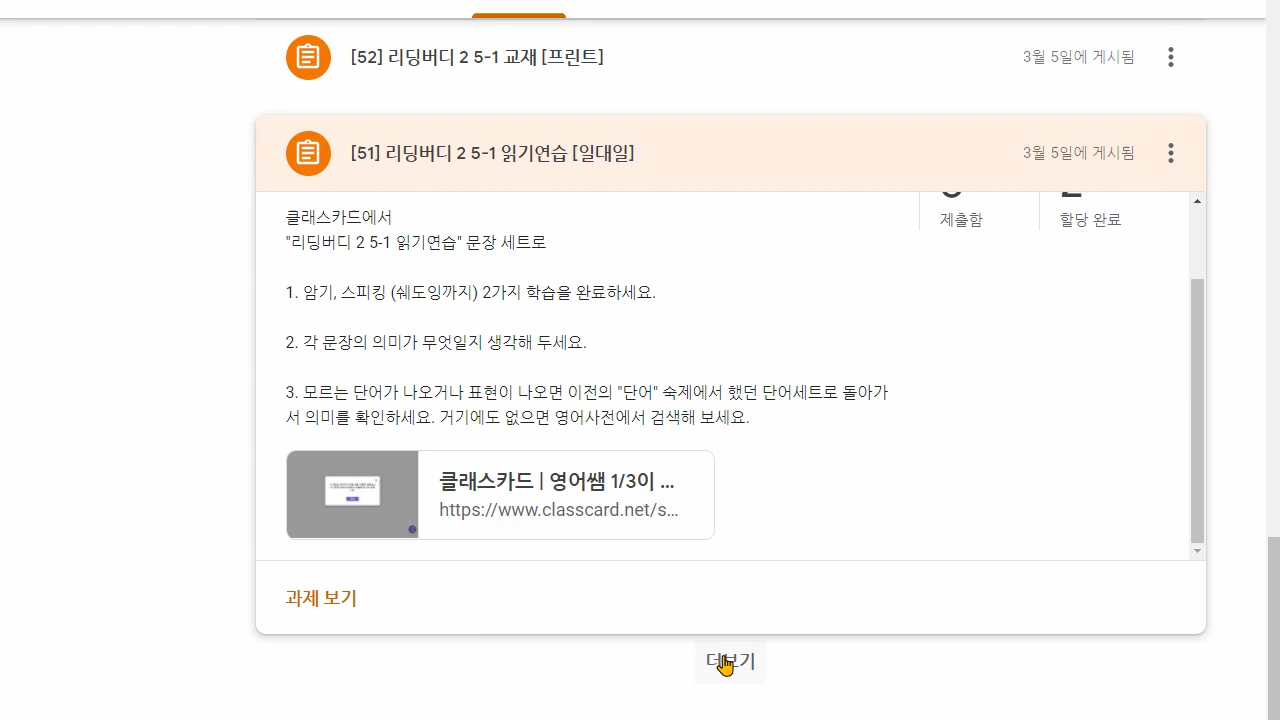 [52] 리딩버디 2 5-1 교재 [프린트]
3월 5일에 게시됨
[51] 리딩버디 2 5-1 읽기연습 [일대일]
3월 5일에 게시됨
클래스카드에서
제출함
할당 완료
"리딩버디 2 5-1 읽기연습" 문장 세트로
1. 암기, 스피킹 (쉐도잉까지) 2가지 학습을 완료하세요.
2. 각 문장의 의미가 무엇일지 생각해 두세요.
3. 모르는 단어가 나오거나 표현이 나오면 이전의 "단어" 숙제에서 했던 단어세트로 돌아가
서 의미를 확인하세요. 거기에도 없으면 영어사전에서 검색해 보세요.
클래스카드 | 영어쌤 1/3이 ...
https://www.classcard.net/s...
과제 보기
더보기